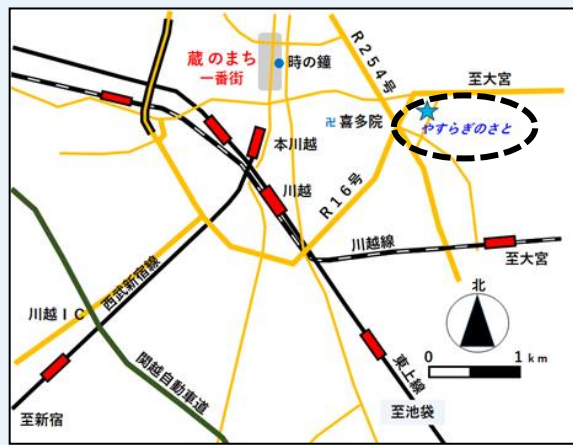 蔵のまち
一番街
時の鐘
R254号
至大宮
卍喜多院
やすらぎのさと
本川越
川越
R16号
川越線
至大宮
西武新宿線
川越IC
北
0 1 km
関越自動車道
東上線
至新宿
至池袋